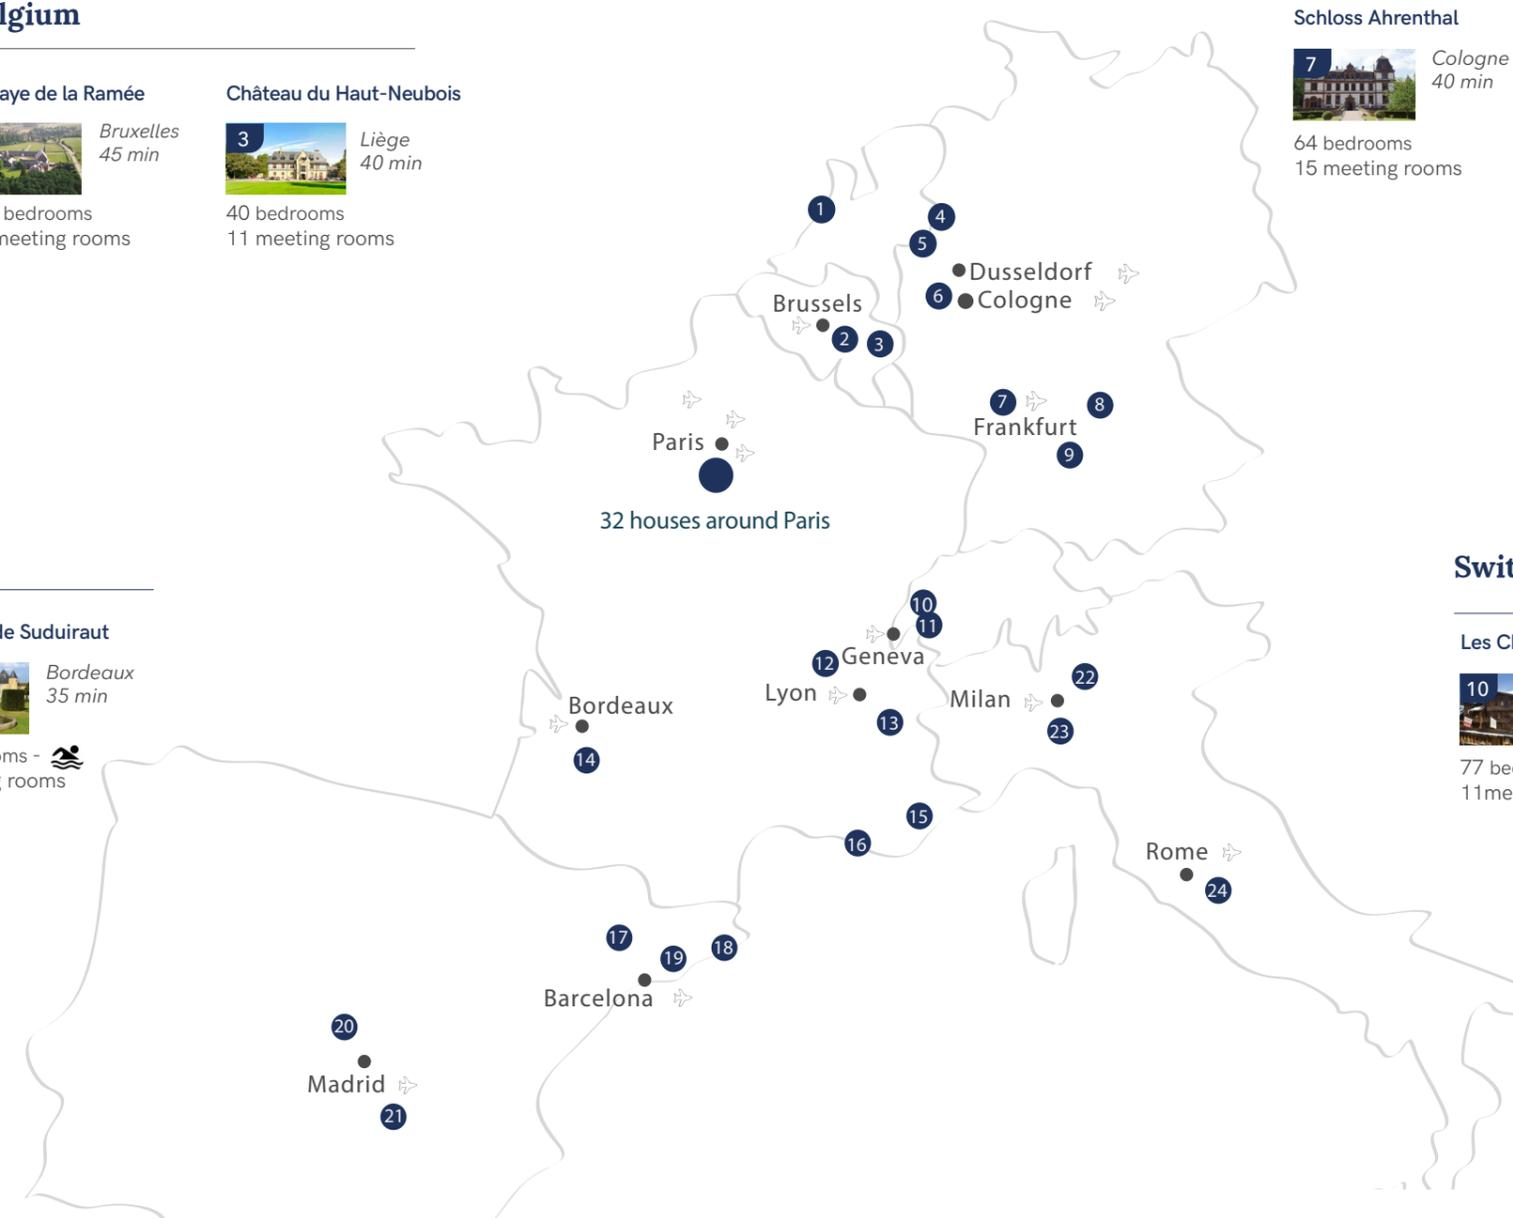 lgium
aye de la Ramée
Bruxelles
45 min
bedrooms
meeting rooms
Château du Haut-Neubois
3
Liège
40 min
40 bedrooms
11 meeting rooms
Schloss Ahrenthal
7
Cologne
40 min
64 bedrooms
15 meeting rooms
1
4
5
Dusseldorf
6
Cologne
Brussels
2
3
7
8
Frankfurt
9
Paris
32 houses around Paris
de Suduiraut
Bordeaux
35 min
oms -
g rooms
Swit
Les Cl
10
77 be
11me
10
11
Geneva
12
Lyon
13
Milan
22
23
Bordeaux
14
15
16
Rome
24
17
18
19
Barcelona
20
Madrid
21